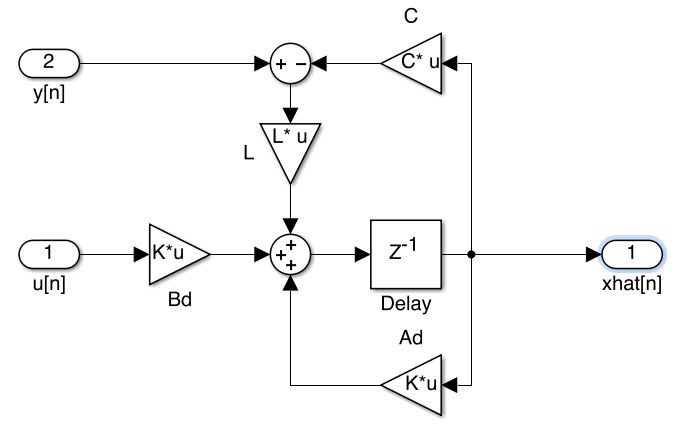 C
2
+ −
C* u
y[n]
L* u
L
1
K*u
+
+
+
Z-1
1
u[n]
Bd
Delay
xhat[n]
Ad
K*u